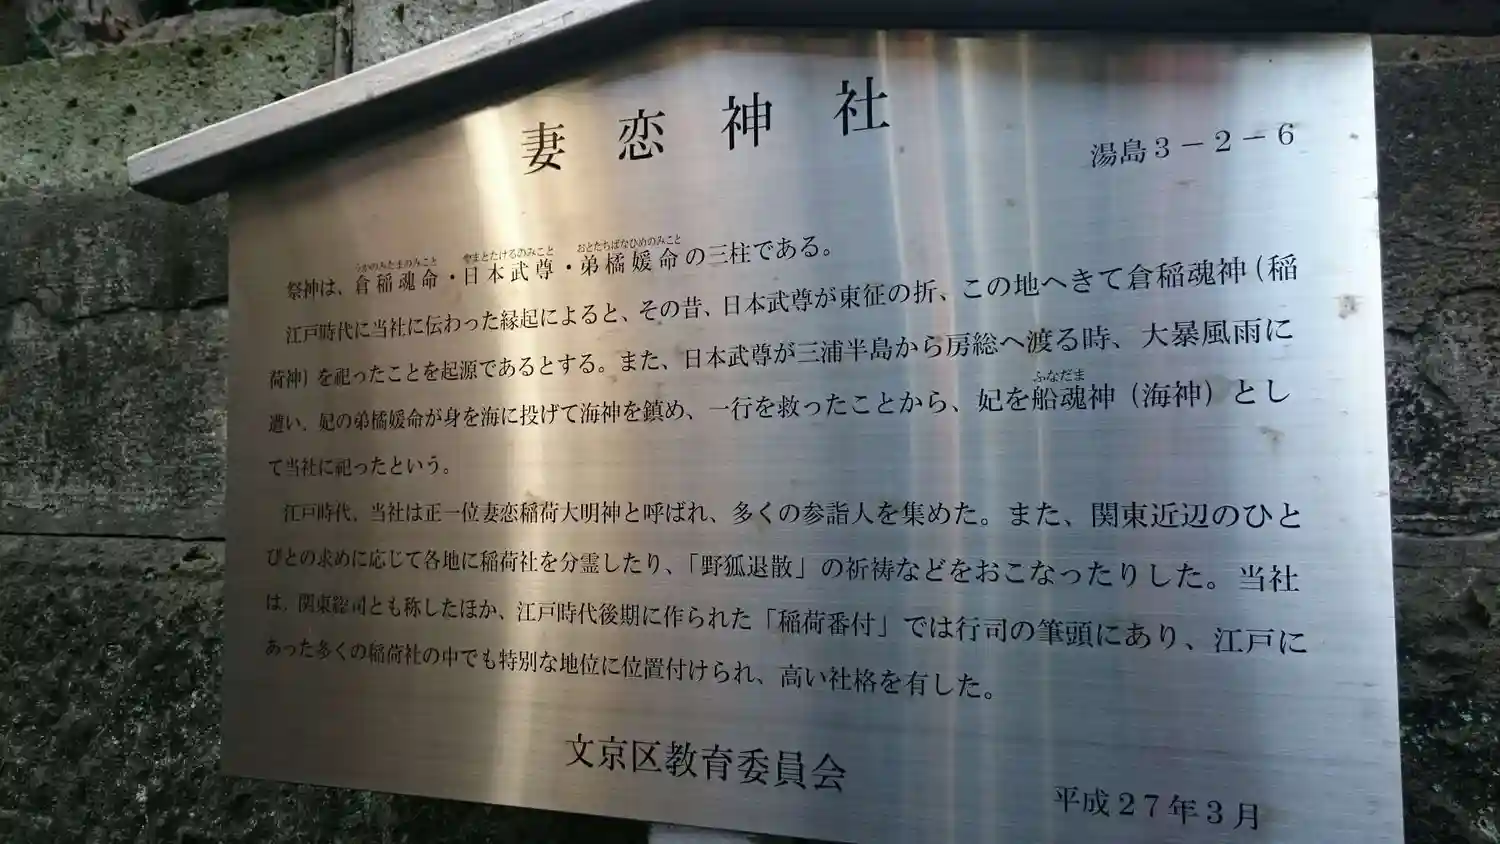 妻恋神社
湯島3-2-6
祭神は、倉稲魂命・日本武尊・弟橘媛命の三柱である。
うかのみたまのみこと
やまとたけるのみこと
おとたちばなひめのみこと
江戸時代に当社に伝わった縁起によると、その昔、日本武尊が東征の折、この地へきて倉稲魂神(稲
荷神)を祀ったことを起源であるとする。また、日本武尊が三浦半島から房総へ渡る時、大暴風雨に
遭い、妃の弟橘媛命が身を海に投げて海神を鎮め、一行を救ったことから、妃を船魂神(海神)とし
ふなだま
て当社に祀ったという。
江戸時代、当社は正一位妻恋稲荷大明神と呼ばれ、多くの参詣人を集めた。また、関東近辺のひと
びとの求めに応じて各地に稲荷社を分霊したり、「野狐退散」の祈祷などをおこなったりした。当社
は、関東総司とも称したほか、江戸時代後期に作られた「稲荷番付」では行司の筆頭にあり、江戸に
あった多くの稲荷社の中でも特別な地位に位置付けられ、高い社格を有した。
文京区教育委員会
平成27年3月